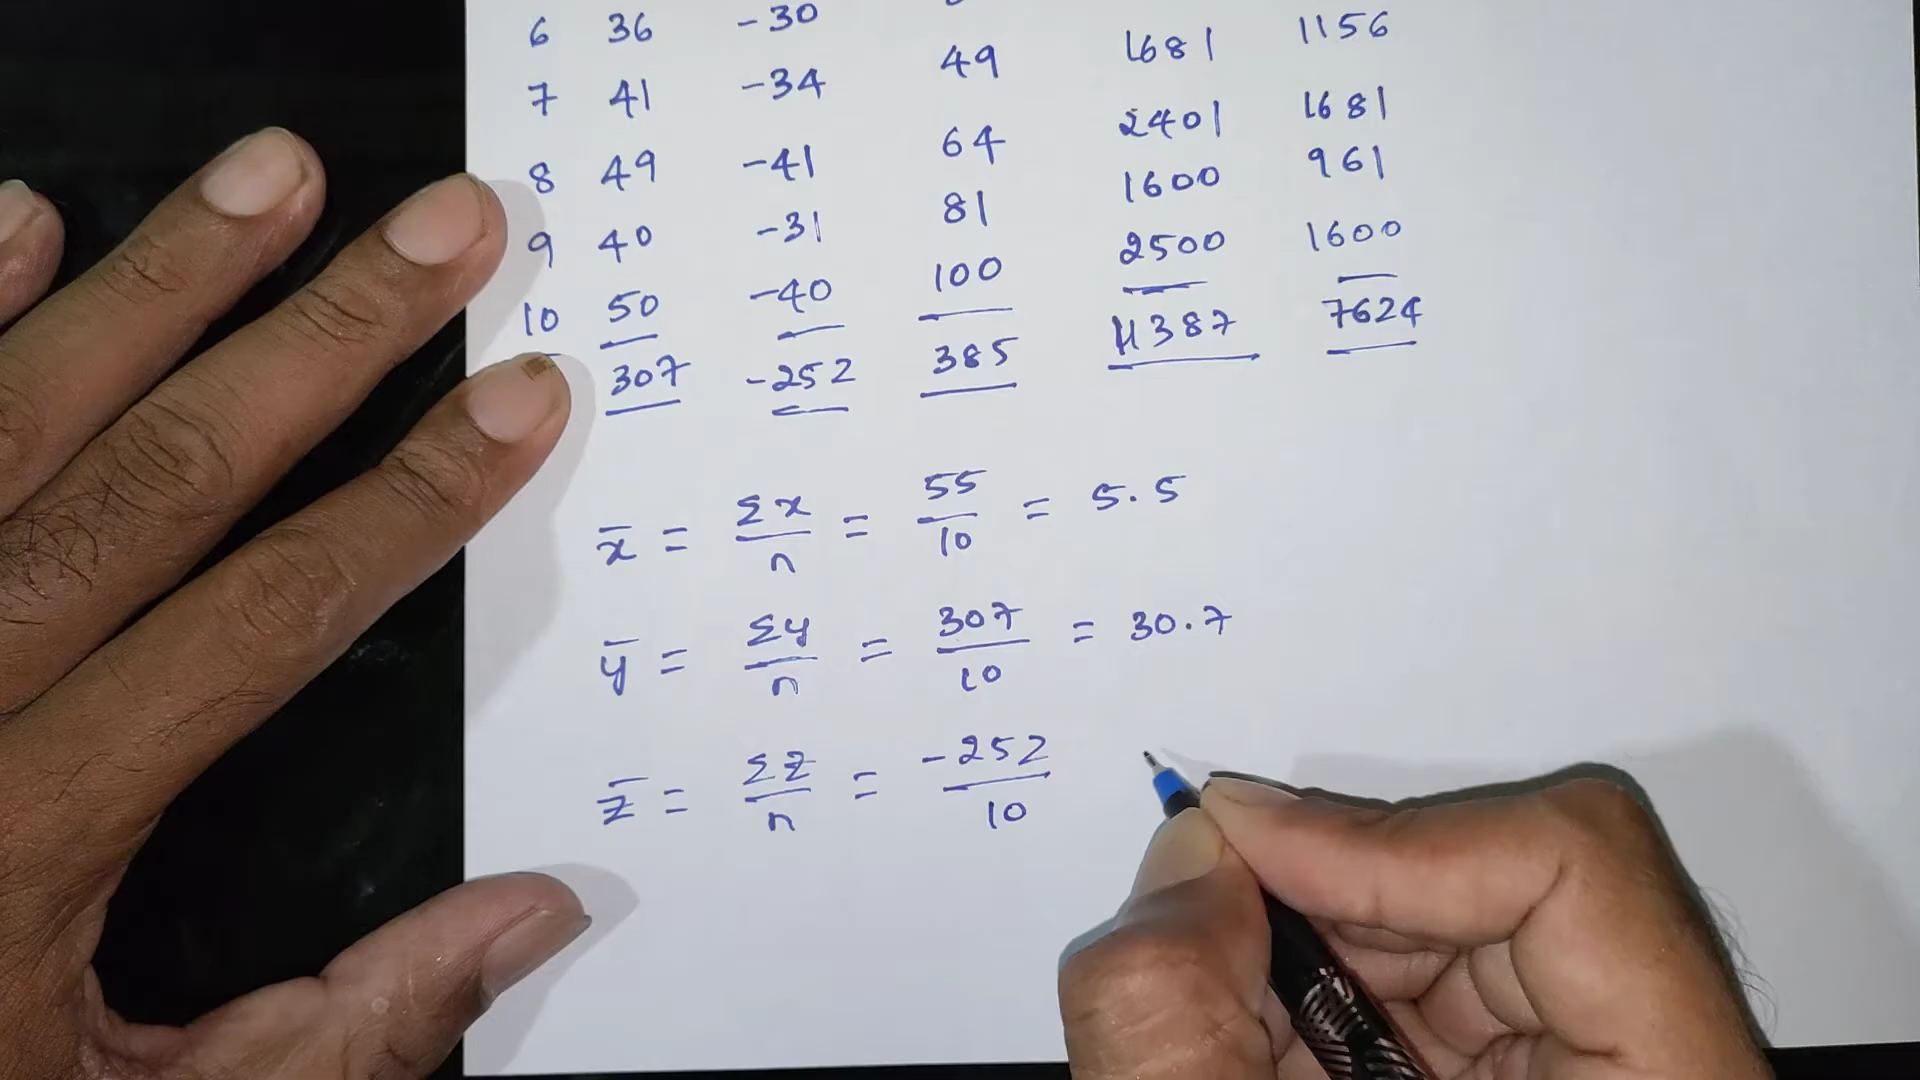 6 36 -30 1681 1156
7 41 -34 49 2401 1681
8 49 -41 64 1600 961
9 40 -31 81 2500 1600
10 50 -40 100 11387 7624
307 -252 385
x̄ = Σx/n = 55/10 = 5.5
ȳ = Σy/n = 307/10 = 30.7
z̄ = Σz/n = -252/10